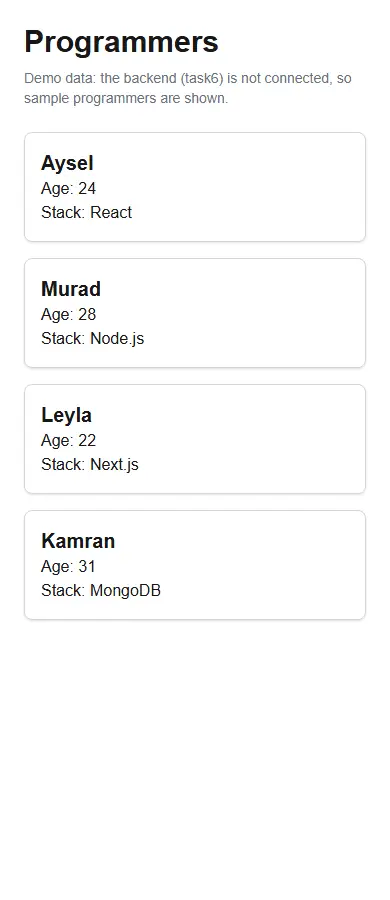 Programmers
Demo data: the backend (task6) is not connected, so
sample programmers are shown.
Aysel
Age: 24
Stack: React
Murad
Age: 28
Stack: Node.js
Leyla
Age: 22
Stack: Next.js
Kamran
Age: 31
Stack: MongoDB